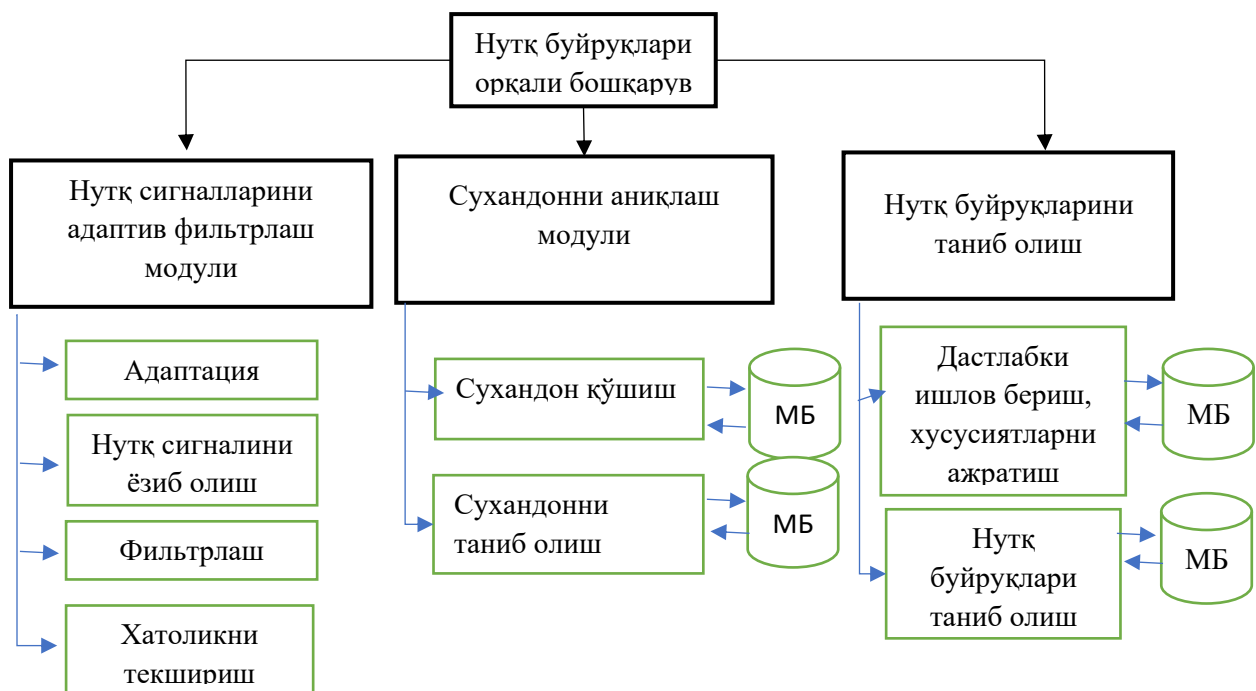 Нутқ буйруқлари
орқали бошқарув
Нутқ сигналларини
адаптив фильтрлаш
модули
Сухандонни аниқлаш
модули
Нутқ буйруқларини
таниб олиш
Адаптация
Нутқ сигналини
ёзиб олиш
Фильтрлаш
Хатоликни
текшириш
Сухандон қўшиш
МБ
Сухандонни
таниб олиш
МБ
Дастлабки
ишлов бериш,
хусусиятларни
ажратиш
МБ
Нутқ
буйруқлари
таниб олиш
МБ